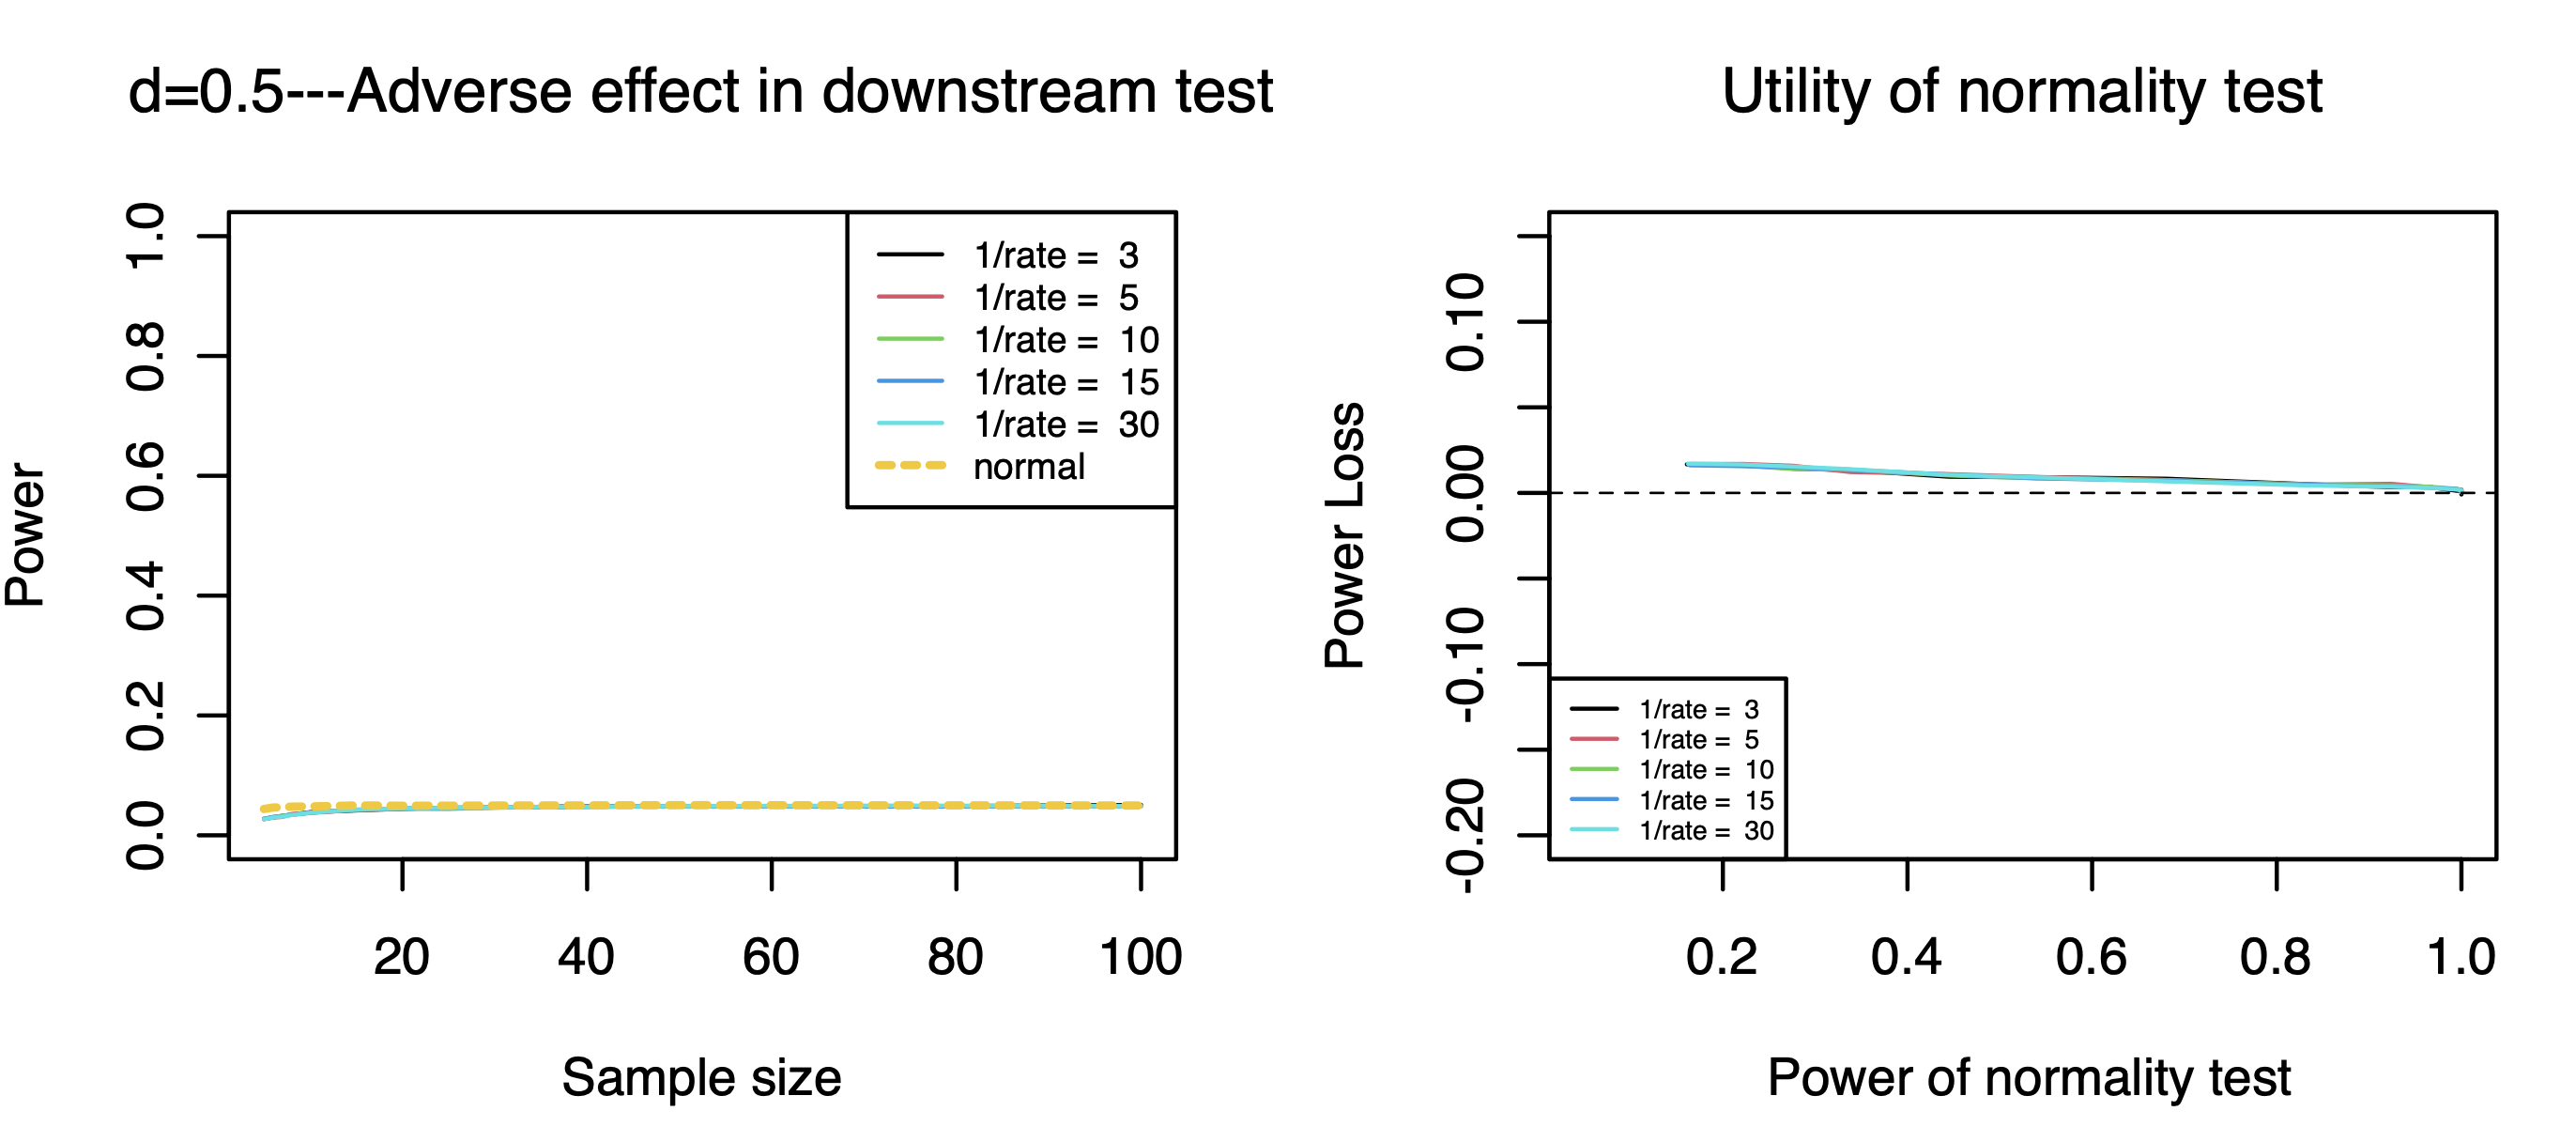 d=0.5---Adverse effect in downstream test
Power
0.0
0.2
0.4
0.6
0.8
1.0
1/rate = 3
1/rate = 5
1/rate = 10
1/rate = 15
1/rate = 30
normal
20 40 60 80 100
Sample size
Utility of normality test
Power Loss
-0.20
-0.10
0.00
0.10
1/rate = 3
1/rate = 5
1/rate = 10
1/rate = 15
1/rate = 30
0.2 0.4 0.6 0.8 1.0
Power of normality test